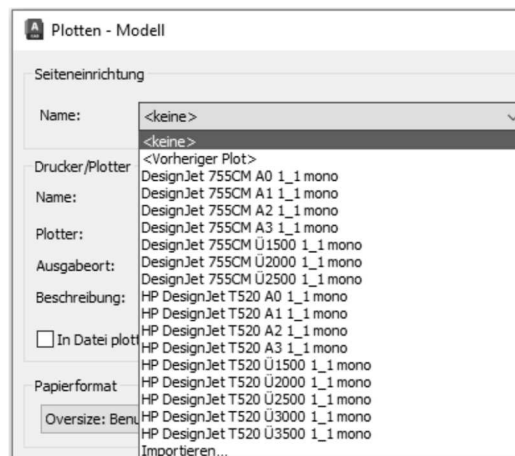 Plotten - Modell
Seiteneinrichtung
Name:
<keine>
<keine>
<Vorheriger Plot>
DesignJet 755CM A0 1_1 mono
DesignJet 755CM A1 1_1 mono
DesignJet 755CM A2 1_1 mono
DesignJet 755CM A3 1_1 mono
DesignJet 755CM Ü1500 1_1 mono
DesignJet 755CM Ü2000 1_1 mono
DesignJet 755CM Ü2500 1_1 mono
HP DesignJet T520 A0 1_1 mono
HP DesignJet T520 A1 1_1 mono
HP DesignJet T520 A2 1_1 mono
HP DesignJet T520 A3 1_1 mono
HP DesignJet T520 Ü1500 1_1 mono
HP DesignJet T520 Ü2000 1_1 mono
HP DesignJet T520 Ü2500 1_1 mono
HP DesignJet T520 Ü3000 1_1 mono
HP DesignJet T520 Ü3500 1_1 mono
Importieren...
Drucker/Plotter
Name:
Plotter:
Ausgabeort:
Beschreibung:
In Datei plott
Papierformat
Oversize: Benu